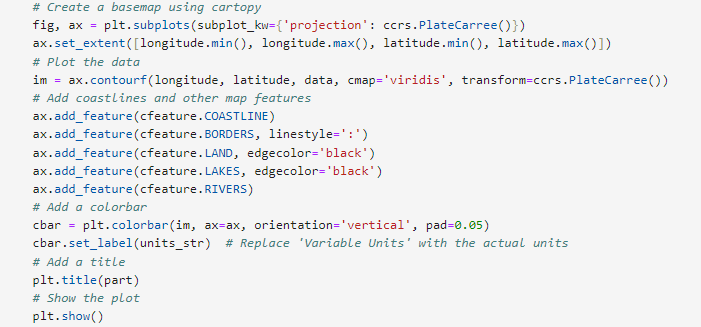 # Create a basemap using cartopy
fig, ax = plt.subplots(subplot_kw={'projection': ccrs.PlateCarree()})
ax.set_extent([longitude.min(), longitude.max(), latitude.min(), latitude.max()])
# Plot the data
im = ax.contourf(longitude, latitude, data, cmap='viridis', transform=ccrs.PlateCarree())
# Add coastlines and other map features
ax.add_feature(cfeature.COASTLINE)
ax.add_feature(cfeature.BORDERS, linestyle=':')
ax.add_feature(cfeature.LAND, edgecolor='black')
ax.add_feature(cfeature.LAKES, edgecolor='black')
ax.add_feature(cfeature.RIVERS)
# Add a colorbar
cbar = plt.colorbar(im, ax=ax, orientation='vertical', pad=0.05)
cbar.set_label(units_str)  # Replace 'Variable Units' with the actual units
# Add a title
plt.title(part)
# Show the plot
plt.show()